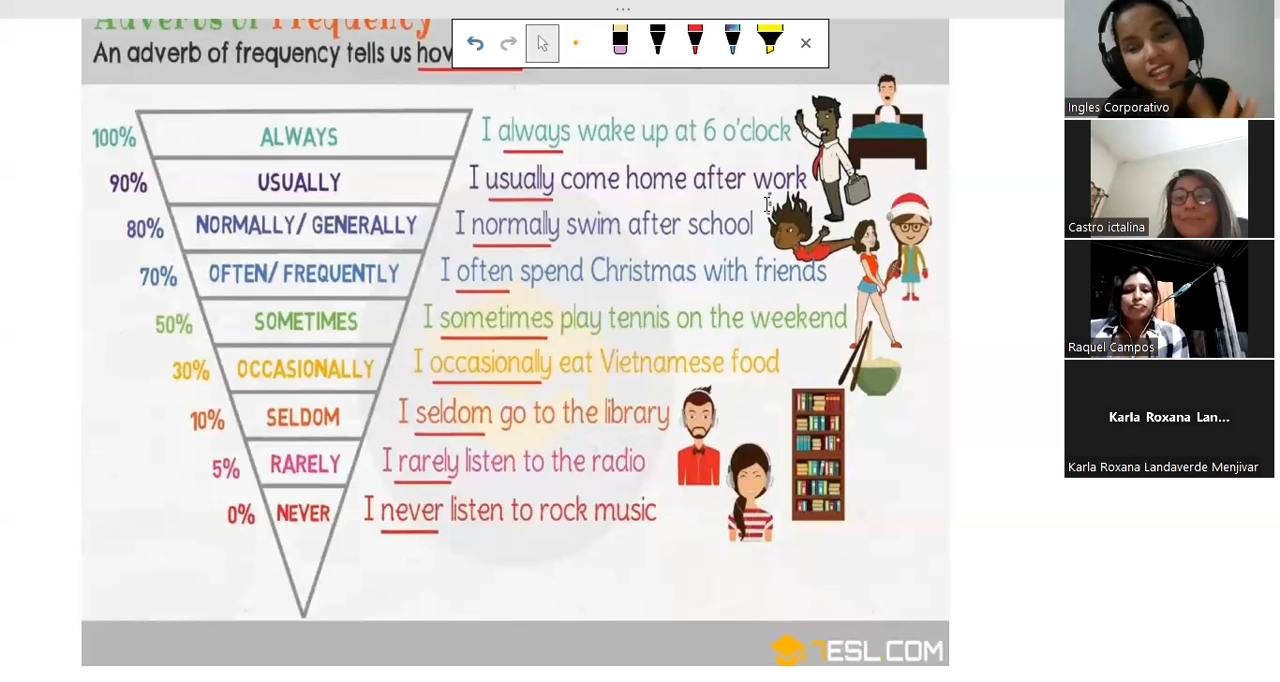 Adverbs of Frequency
An adverb of frequency tells us how
100% ALWAYS I always wake up at 6 o'clock
90% USUALLY I usually come home after work
80% NORMALLY/ GENERALLY I normally swim after school
70% OFTEN/ FREQUENTLY I often spend Christmas with friends
50% SOMETIMES I sometimes play tennis on the weekend
30% OCCASIONALLY I occasionally eat Vietnamese food
10% SELDOM I seldom go to the library
5% RARELY I rarely listen to the radio
0% NEVER I never listen to rock music
7ESL.COM
Ingles Corporativo
Castro ictalina
Raquel Campos
Karla Roxana Lan...
Karla Roxana Landaverde Menjivar